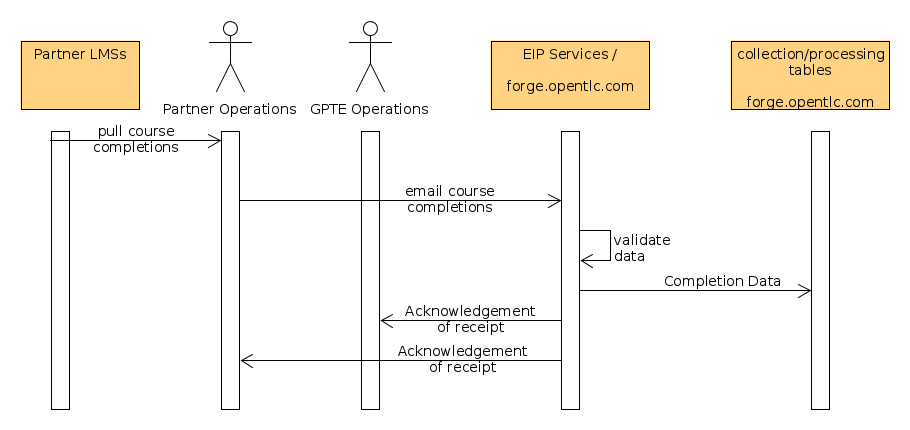 Partner LMSs
EIP Services /
forge.opentlc.com
collection/processing
tables
forge.opentlc.com
Partner Operations
GPTE Operations
pull course
completions
email course
completions
validate
data
Completion Data
Acknowledgement
of receipt
Acknowledgement
of receipt